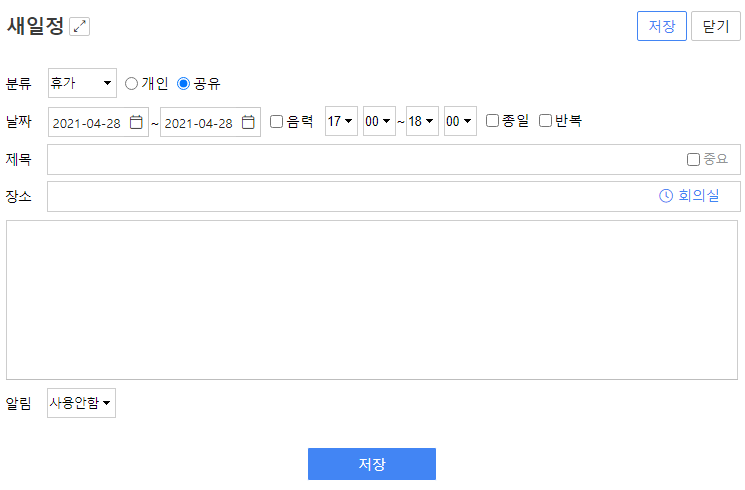 새일정 저장 닫기
분류 휴가 개인 공유
날짜 2021-04-28 ~ 2021-04-28 음력 17 00 ~ 18 00 종일 반복
제목 중요
장소 회의실
알림 사용안함
저장